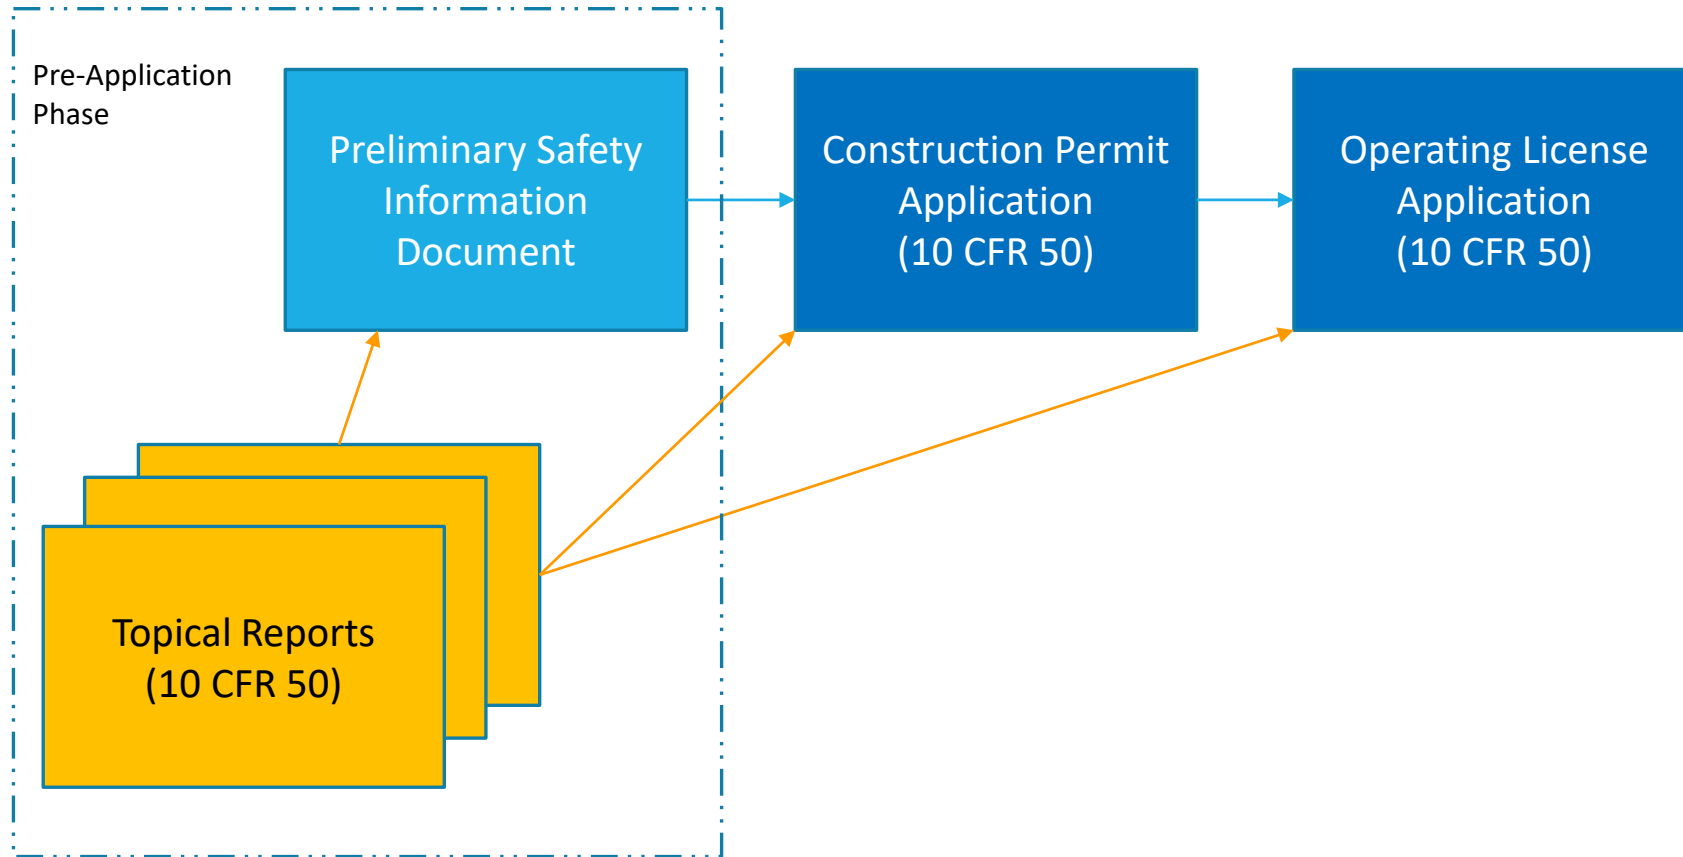 Pre-Application
Phase
Preliminary Safety
Information
Document
Construction Permit
Application
(10 CFR 50)
Operating License
Application
(10 CFR 50)
Topical Reports
(10 CFR 50)